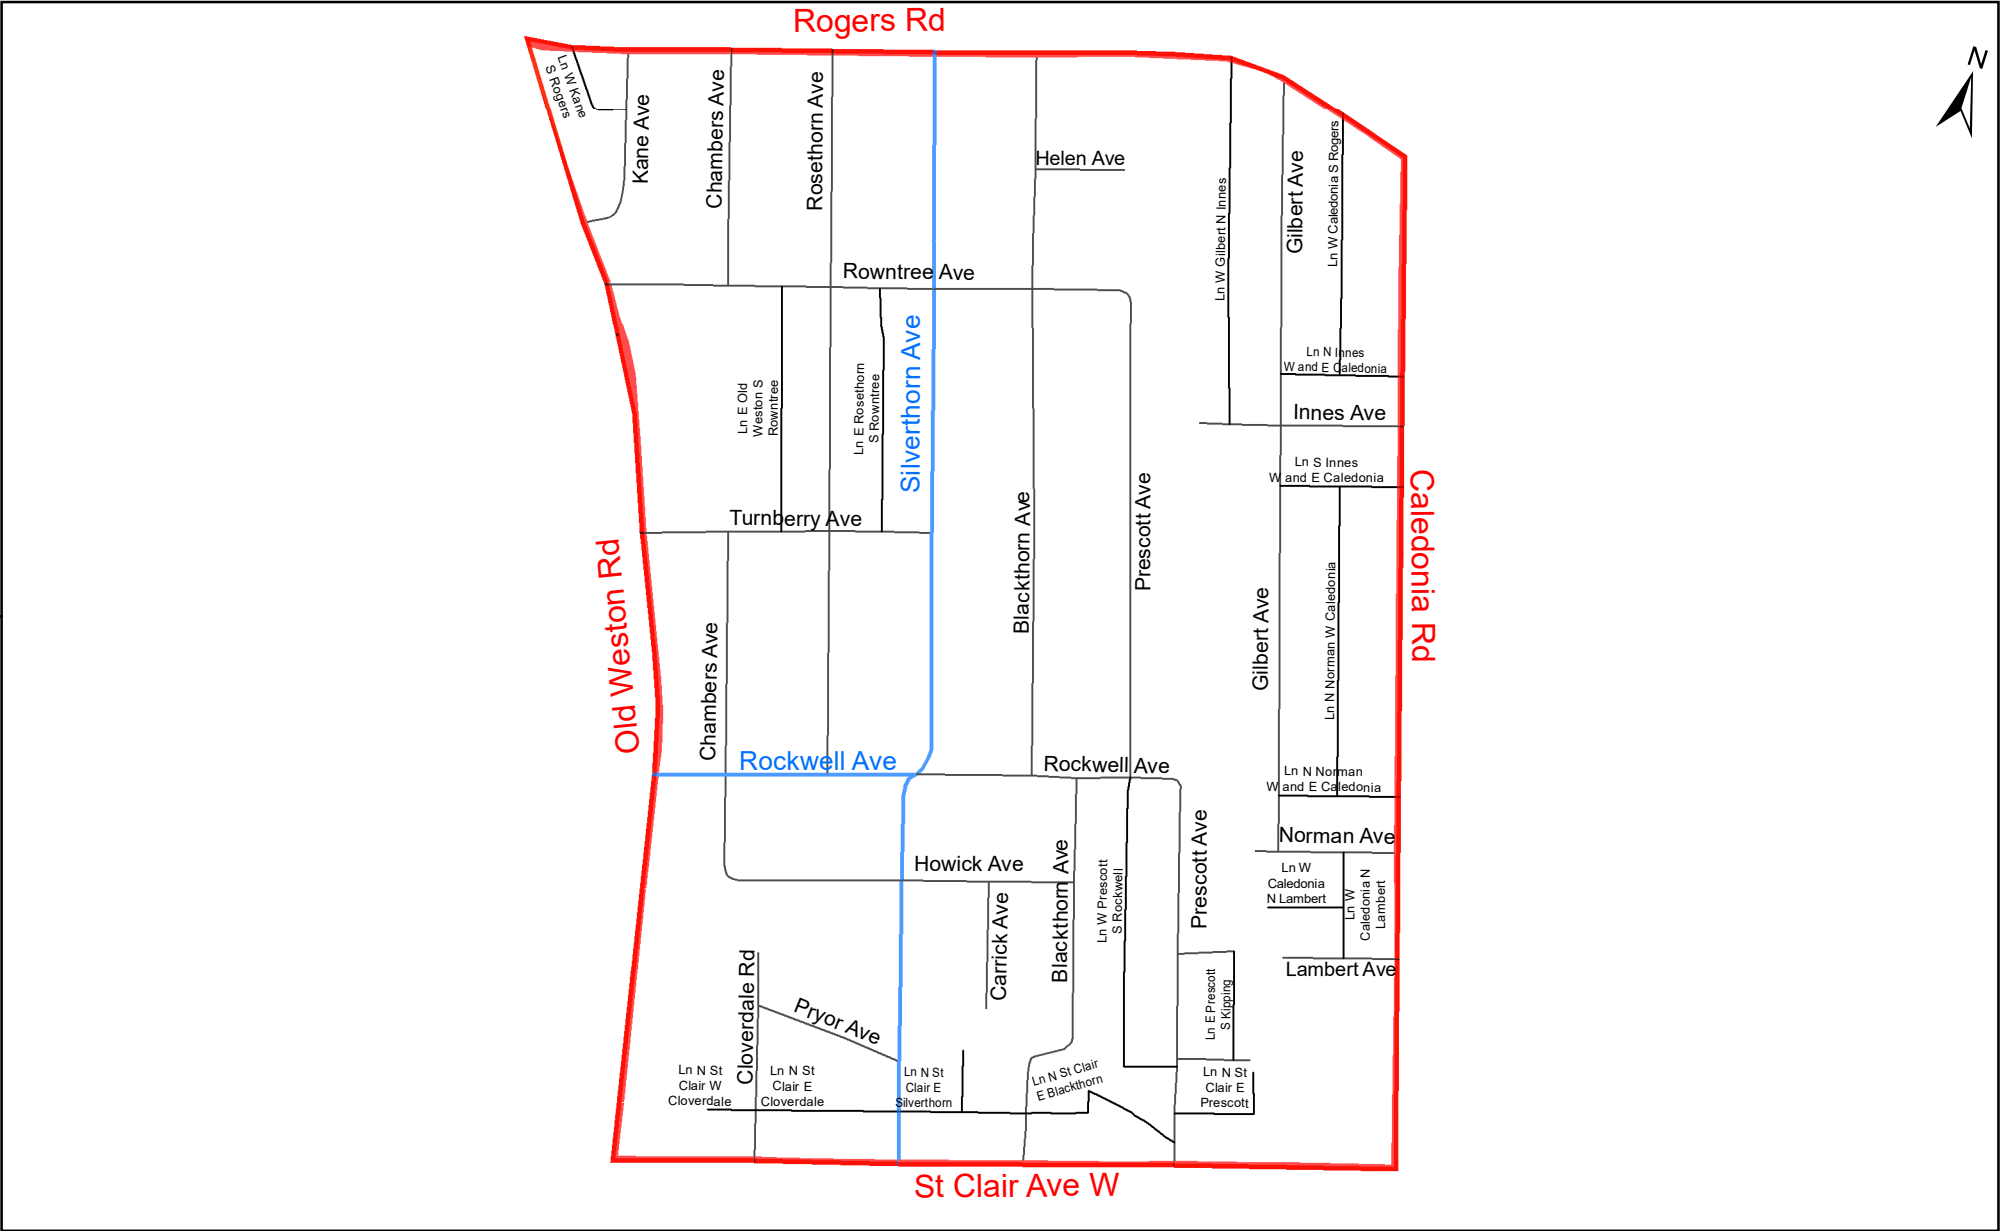 Rogers Rd
N
Ln W Kane
S Rogers
Kane Ave
Chambers Ave
Rosethorn Ave
Helen Ave
Ln W Gilbert N Innes
Gilbert Ave
Ln W Caledonia S Rogers
Rowntree Ave
Silverthorn Ave
Ln E Old
Weston S
Rowntree
Ln E Rosethorn
S Rowntree
Ln N Innes
W and E Caledonia
Innes Ave
Ln S Innes
W and E Caledonia
Turnberry Ave
Blackthorn Ave
Prescott Ave
Caledonia Rd
Old Weston Rd
Chambers Ave
Gilbert Ave
Ln N Norman W Caledonia
Rockwell Ave
Rockwell Ave
Ln N Norman
W and E Caledonia
Norman Ave
Howick Ave
Blackthorn Ave
Ln W Prescott
S Rockwell
Prescott Ave
Ln W
Caledonia
N Lambert
Ln W
Caledonia N
Lambert
Carrick Ave
Lambert Ave
Cloverdale Rd
Pryor Ave
Ln E Prescott
S Kipping
Ln N St
Clair W
Cloverdale
Ln N St
Clair E
Cloverdale
Ln N St
Clair E
Silverthorn
Ln N St Clair
E Blackthorn
Ln N St
Clair E
Prescott
St Clair Ave W